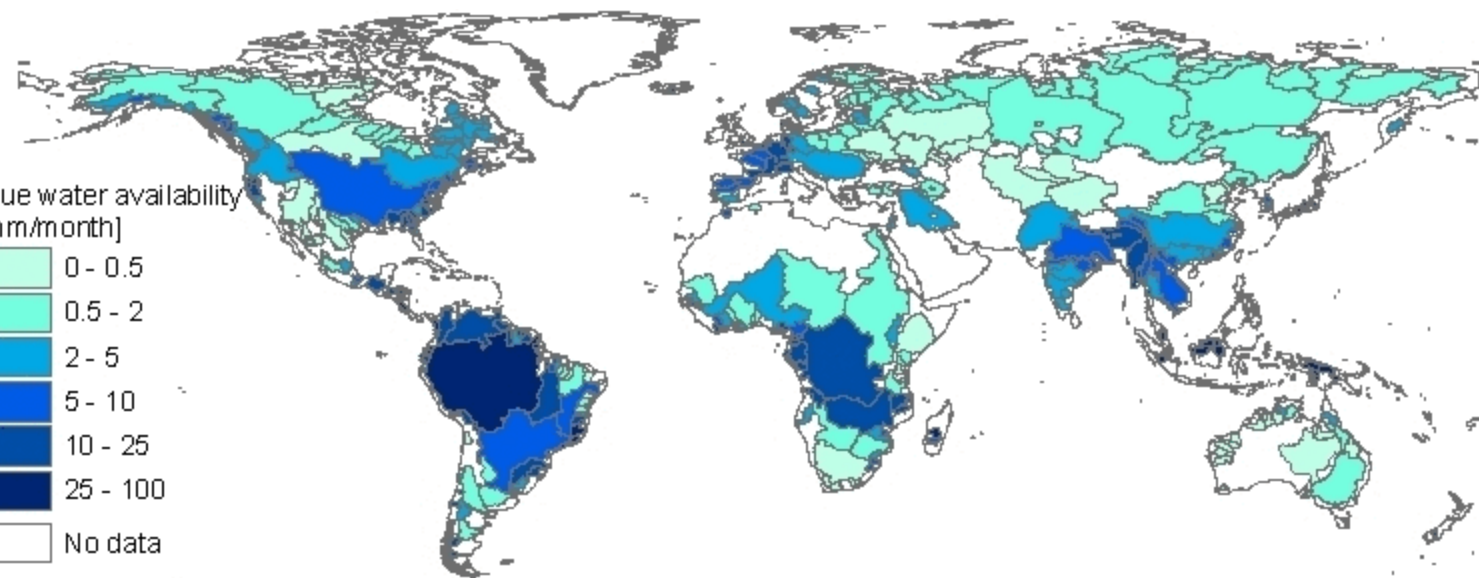 ue water availability
m/month]
0 - 0.5
0.5 - 2
2 - 5
5 - 10
10 - 25
25 - 100
No data